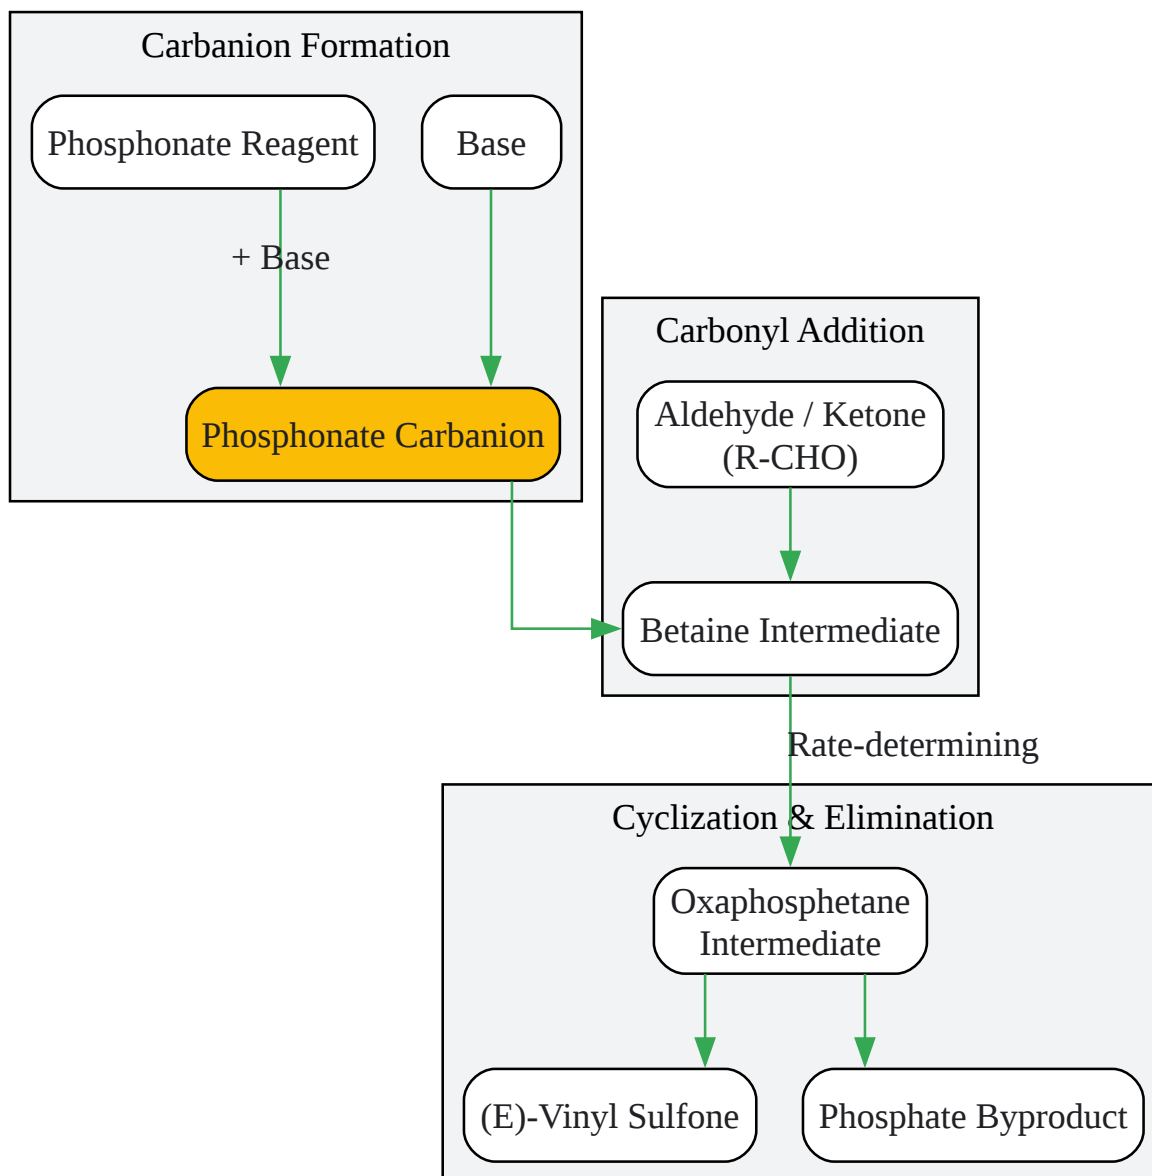 Carbanion Formation
Phosphonate Reagent
Base
+ Base
Phosphonate Carbanion
Carbonyl Addition
Aldehyde / Ketone
(R-CHO)
Betaine Intermediate
Rate-determining
Cyclization & Elimination
Oxaphosphetane
Intermediate
(E)-Vinyl Sulfone
Phosphate Byproduct